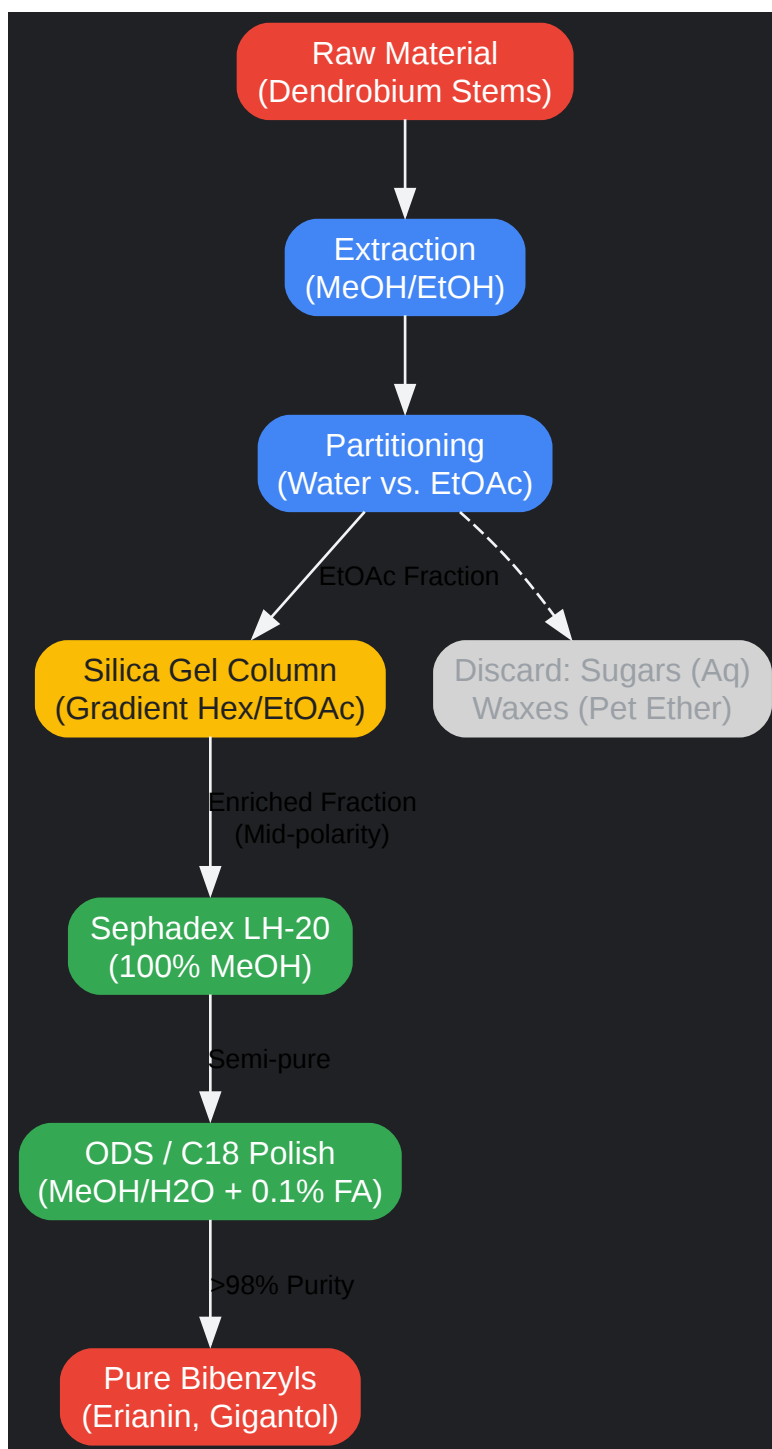 Raw Material
(Dendrobium Stems)
Extraction
(MeOH/EtOH)
Partitioning
(Water vs. EtOAc)
EtOAc Fraction
Silica Gel Column
(Gradient Hex/EtOAc)
Discard: Sugars (Aq)
Waxes (Pet Ether)
Enriched Fraction
(Mid-polarity)
Sephadex LH-20
(100% MeOH)
Semi-pure
ODS / C18 Polish
(MeOH/H2O + 0.1% FA)
>98% Purity
Pure Bibenzyls
(Erianin, Gigantol)